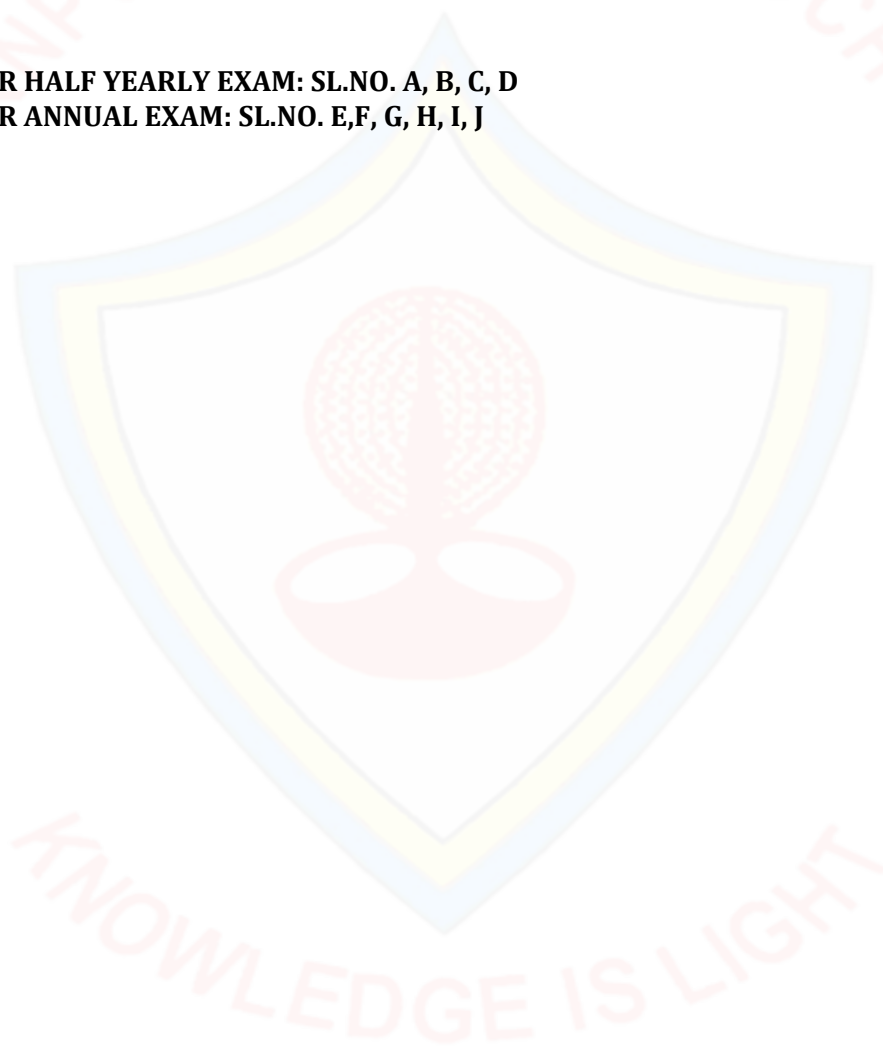 R HALF YEARLY EXAM: SL.NO. A, B, C, D
R ANNUAL EXAM: SL.NO. E,F, G, H, I, J
KNOWLEDGE IS LIGHT